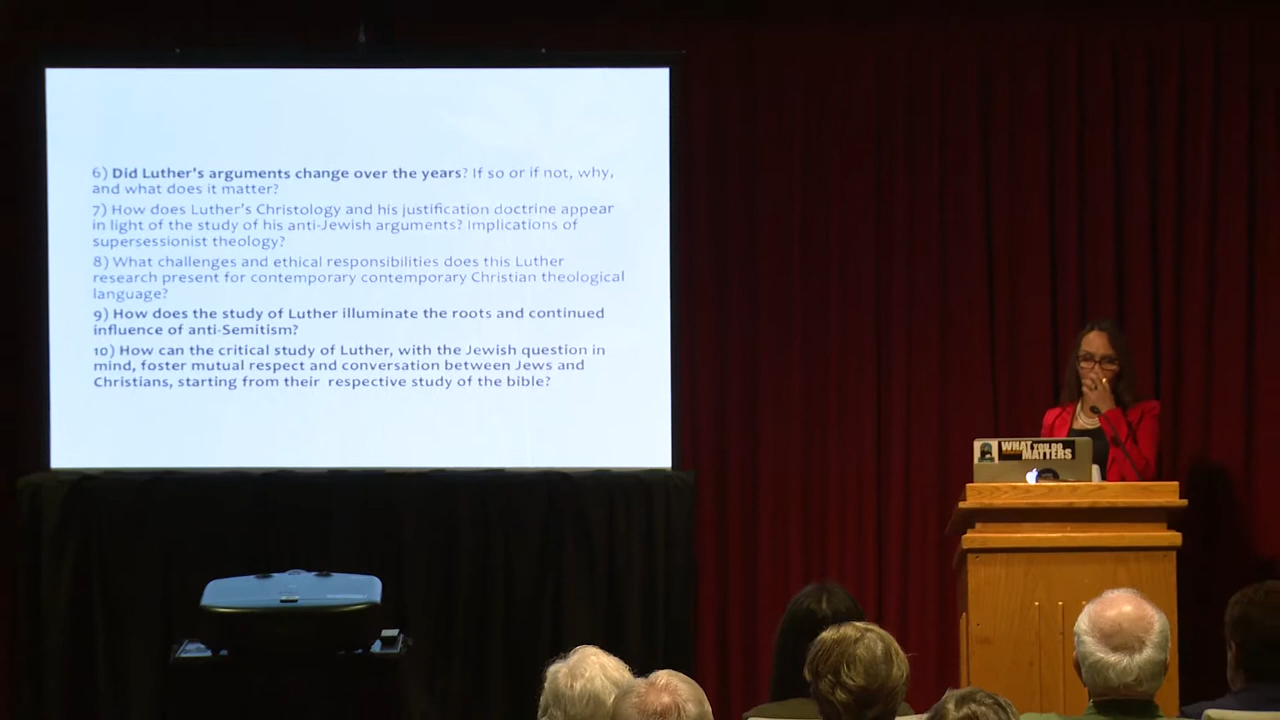 6) Did Luther's arguments change over the years? If so or if not, why,
and what does it matter?
7) How does Luther's Christology and his justification doctrine appear
in light of the study of his anti-Jewish arguments? Implications of
supersessionist theology?
8) What challenges and ethical responsibilities does this Luther
research present for contemporary contemporary Christian theological
language?
9) How does the study of Luther illuminate the roots and continued
influence of anti-Semitism?
10) How can the critical study of Luther, with the Jewish question in
mind, foster mutual respect and conversation between Jews and
Christians, starting from their respective study of the bible?
WHAT YOU DO
MATTERS